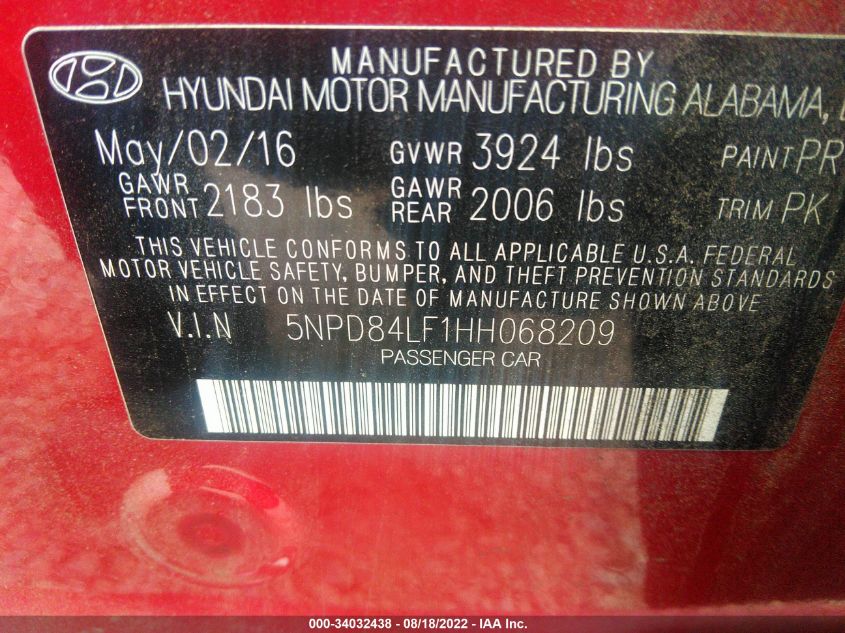 MANUFACTURED BY
HYUNDAI MOTOR MANUFACTURING ALABAMA,
May/02/16 GVWR 3924 lbs PAINT PR
GAWR FRONT 2183 lbs GAWR REAR 2006 lbs TRIM PK
THIS VEHICLE CONFORMS TO ALL APPLICABLE U.S.A. FEDERAL
MOTOR VEHICLE SAFETY, BUMPER, AND THEFT PREVENTION STANDARDS
IN EFFECT ON THE DATE OF MANUFACTURE SHOWN ABOVE.
V.I.N 5NPD84LF1HH068209
PASSENGER CAR
000-34032438 - 08/18/2022 - IAA Inc.